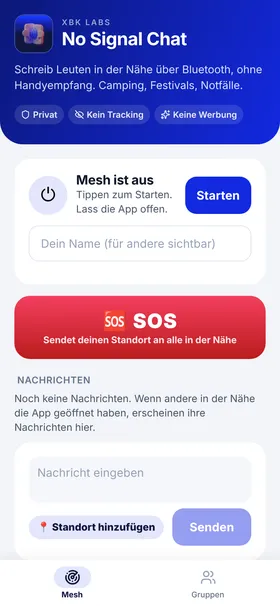 XBK LABS
No Signal Chat
Schreib Leuten in der Nähe über Bluetooth, ohne
Handyempfang. Camping, Festivals, Notfälle.
Privat
Kein Tracking
Keine Werbung
Mesh ist aus
Tippen zum Starten.
Lass die App offen.
Starten
Dein Name (für andere sichtbar)
🆘 SOS
Sendet deinen Standort an alle in der Nähe
NACHRICHTEN
Noch keine Nachrichten. Wenn andere in der Nähe
die App geöffnet haben, erscheinen ihre
Nachrichten hier.
Nachricht eingeben
📍 Standort hinzufügen
Senden
Mesh
Gruppen